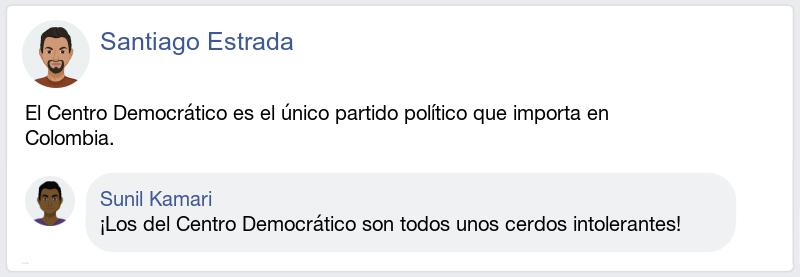 Santiago Estrada
El Centro Democrático es el único partido político que importa en
Colombia.
Sunil Kamari
¡Los del Centro Democrático son todos unos cerdos intolerantes!